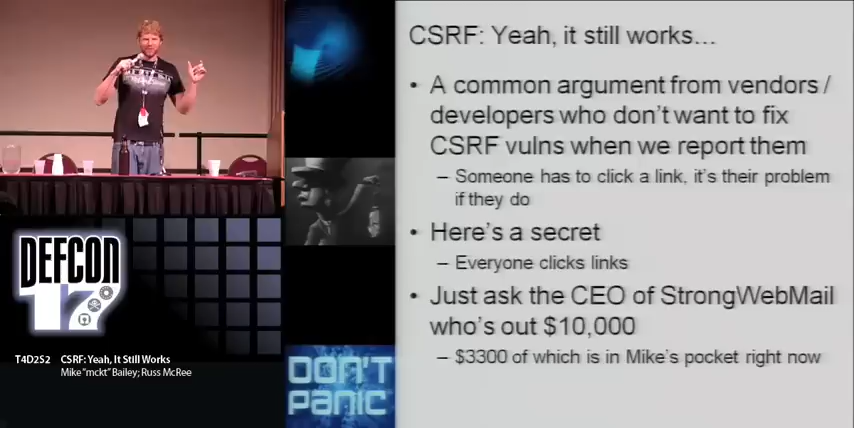 CSRF: Yeah, it still works...
• A common argument from vendors /
developers who don't want to fix
CSRF vulns when we report them
– Someone has to click a link, it's their problem
if they do
• Here's a secret
– Everyone clicks links
• Just ask the CEO of StrongWebMail
who's out $10,000
– $3300 of which is in Mike's pocket right now
DEFCON
17
T4D2S2 CSRF: Yeah, It Still Works
Mike "mckt" Bailey; Russ McRee
DON'T
PANIC